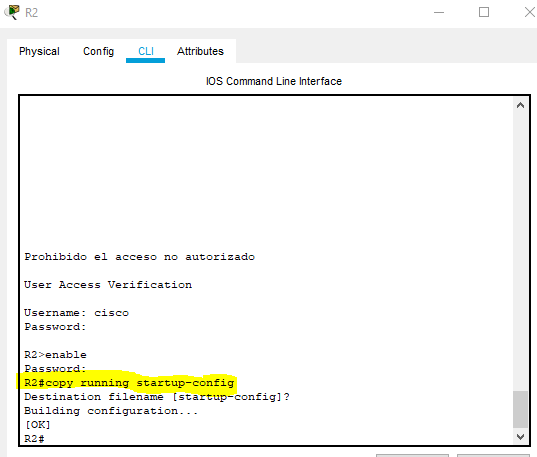 R2
Physical Config CLI Attributes
IOS Command Line Interface
Prohibido el acceso no autorizado
User Access Verification
Username: cisco
Password:
R2>enable
Password:
R2#copy running startup-config
Destination filename [startup-config]?
Building configuration...
[OK]
R2#